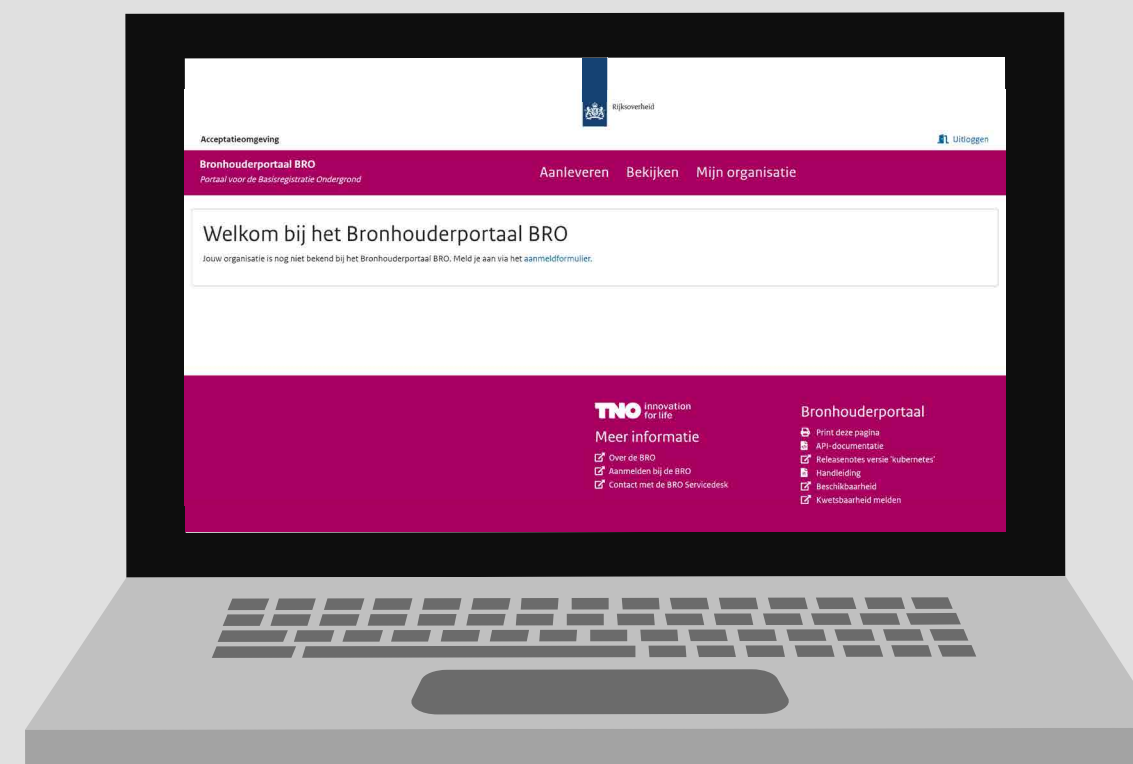 Rijksoverheid
Acceptatieomgeving
Uitloggen
Bronhouderportaal BRO
Portaal voor de Basisregistratie Ondergrond
Aanleveren Bekijken Mijn organisatie
Welkom bij het Bronhouderportaal BRO
Jouw organisatie is nog niet bekend bij het Bronhouderportaal BRO. Meld je aan via het aanmeldformulier.
TNO innovation
for life
Meer informatie
Over de BRO
Aanmelden bij de BRO
Contact met de BRO Servicedesk
Bronhouderportaal
Print deze pagina
API-documentatie
Releasenotes versie 'kubernetes'
Handleiding
Beschikbaarheid
Kwetsbaarheid melden